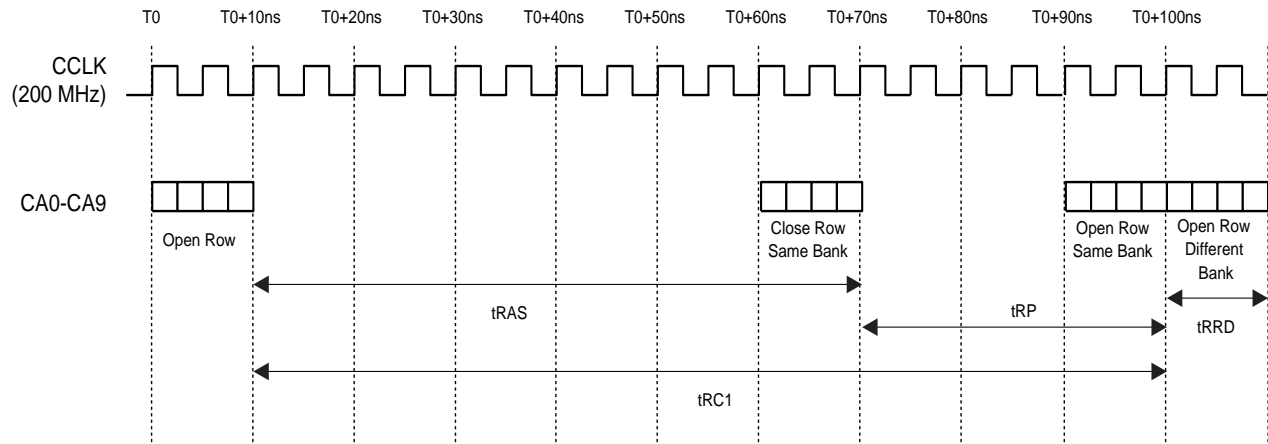 T0 T0+10ns T0+20ns T0+30ns T0+40ns T0+50ns T0+60ns T0+70ns T0+80ns T0+90ns T0+100ns
CCLK
(200 MHz)
CA0-CA9
Open Row
Close Row
Same Bank
Open Row
Same Bank
Open Row
Different
Bank
tRAS
tRP
tRRD
tRC1